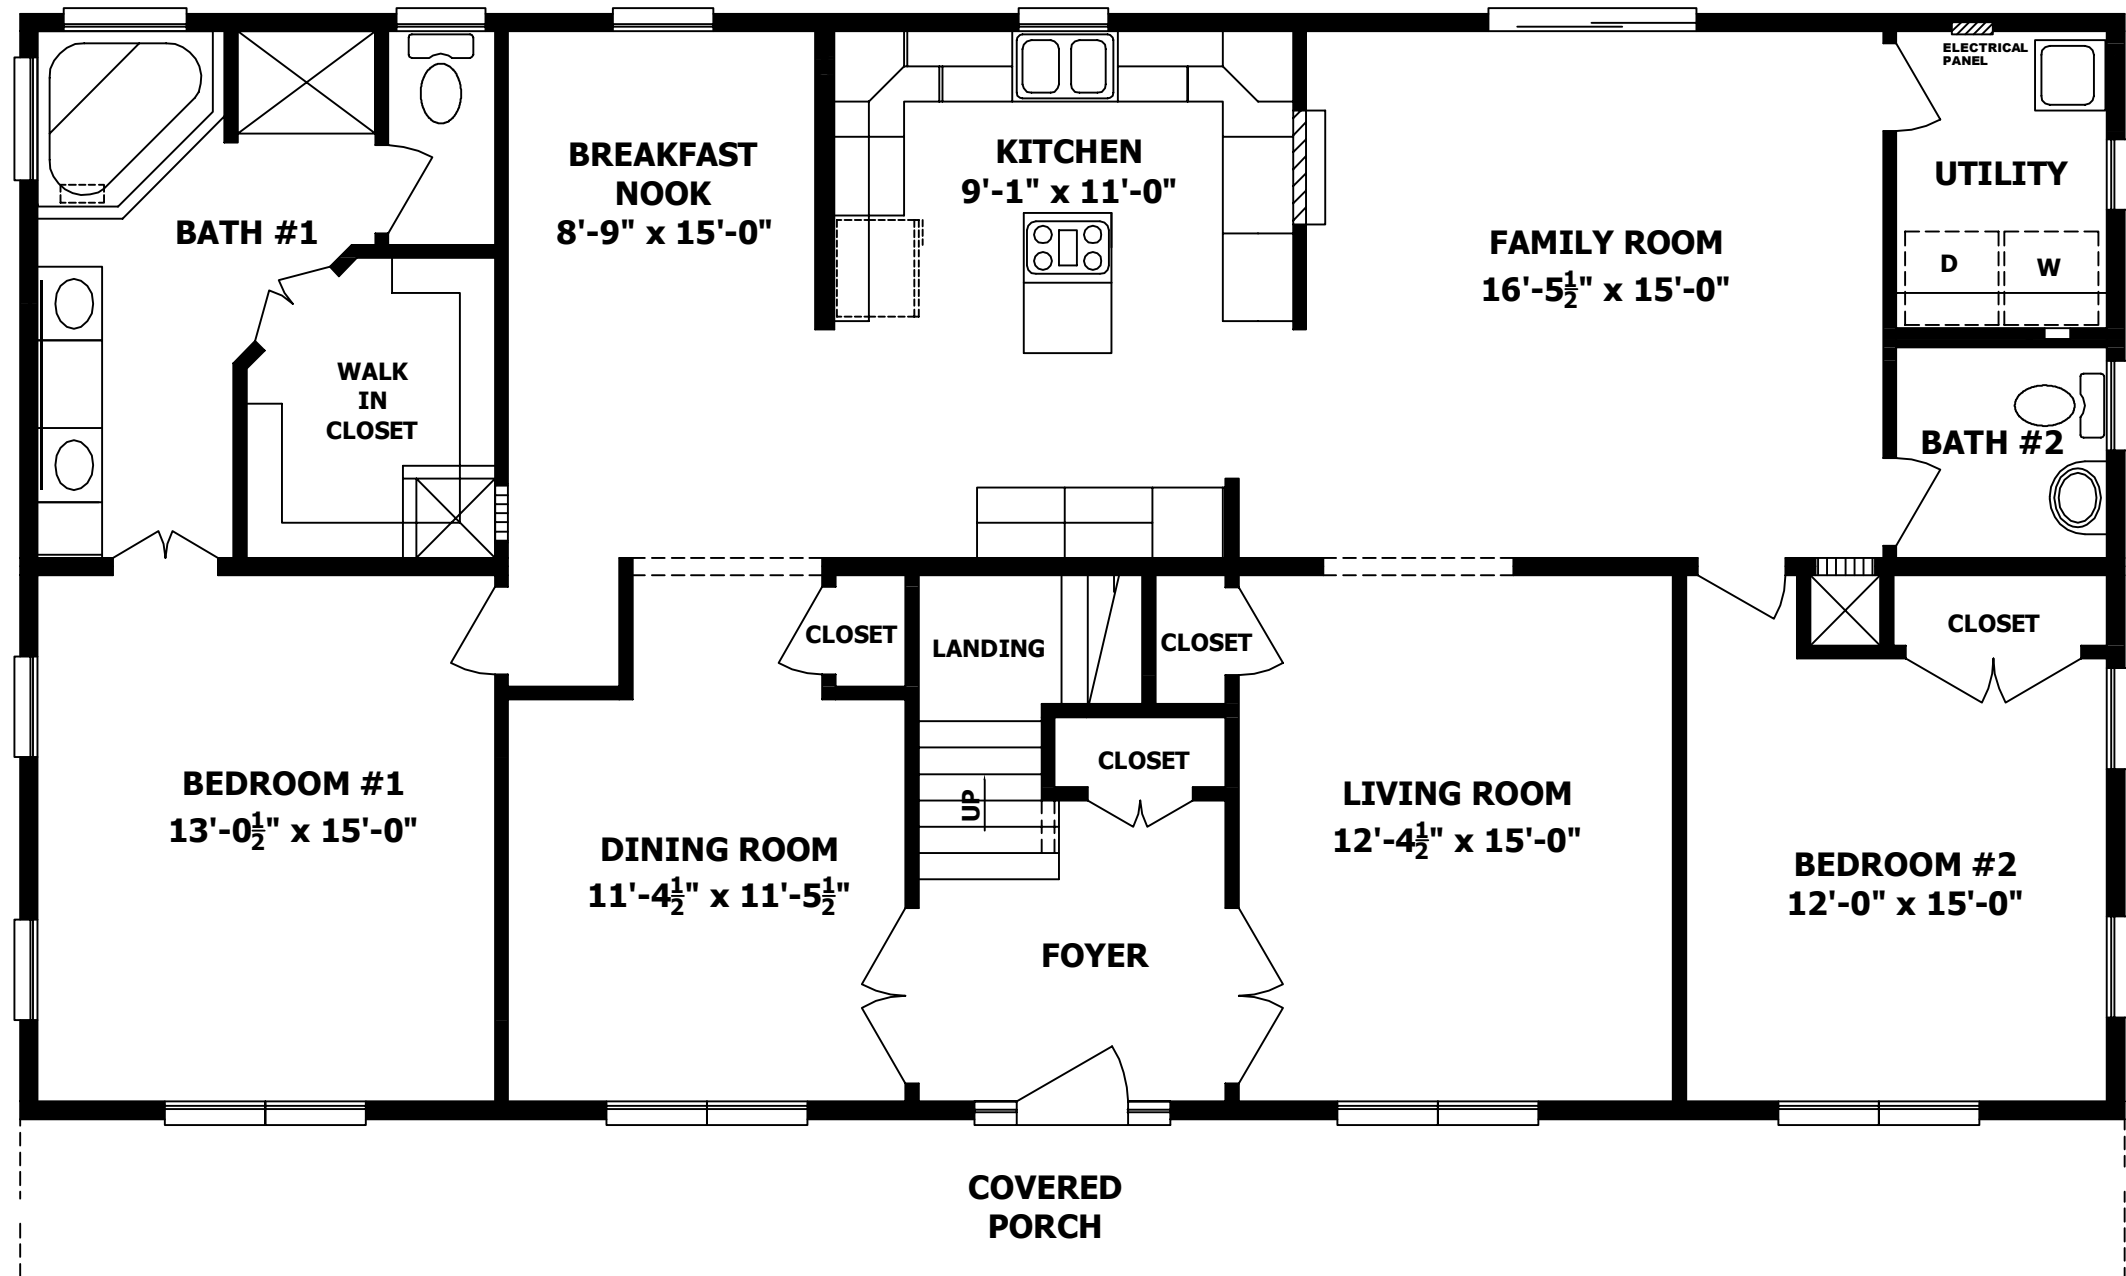 ELECTRICAL
PANEL
BREAKFAST
NOOK
8'-9" x 15'-0"
KITCHEN
9'-1" x 11'-0"
UTILITY
BATH #1
FAMILY ROOM
16'-5½" x 15'-0"
D
W
WALK
IN
CLOSET
BATH #2
CLOSET
LANDING
CLOSET
CLOSET
CLOSET
BEDROOM #1
13'-0½" x 15'-0"
UP
DINING ROOM
11'-4½" x 11'-5½"
LIVING ROOM
12'-4½" x 15'-0"
BEDROOM #2
12'-0" x 15'-0"
FOYER
COVERED
PORCH